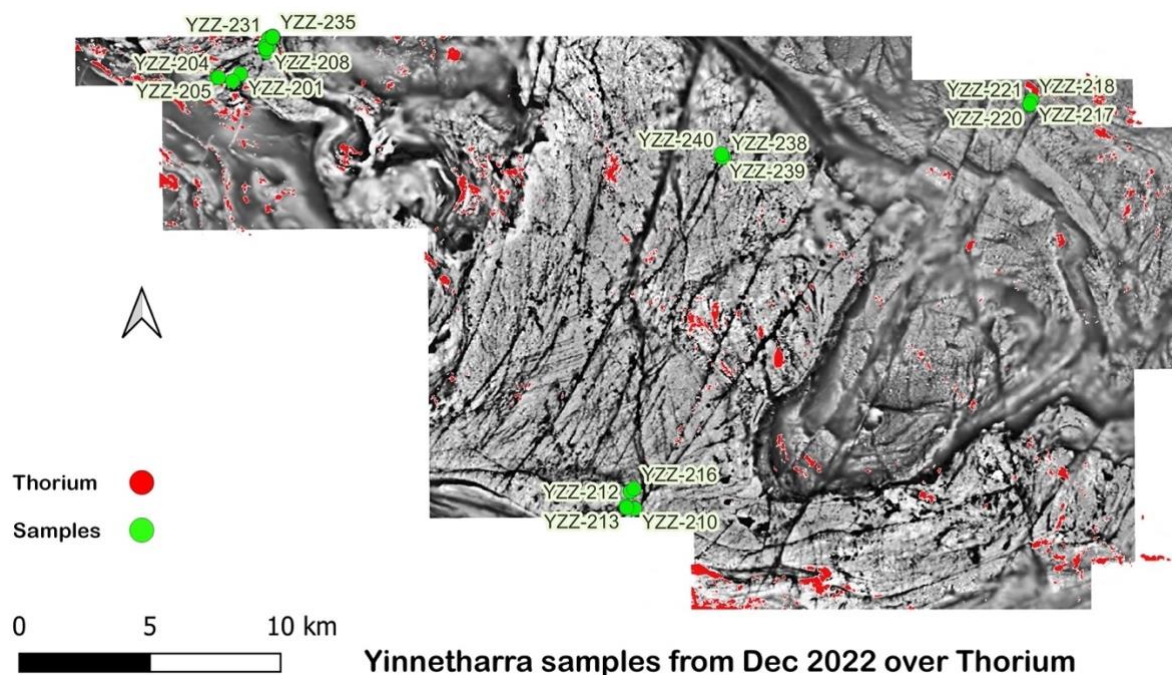 YZZ-231
YZZ-235
YZZ-204
YZZ-208
YZZ-205
YZZ-201
YZZ-221
YZZ-218
YZZ-220
YZZ-217
YZZ-240
YZZ-238
YZZ-239
YZZ-216
YZZ-212
YZZ-213
YZZ-210
Thorium
Samples
0 5 10 km
Yinnetharra samples from Dec 2022 over Thorium